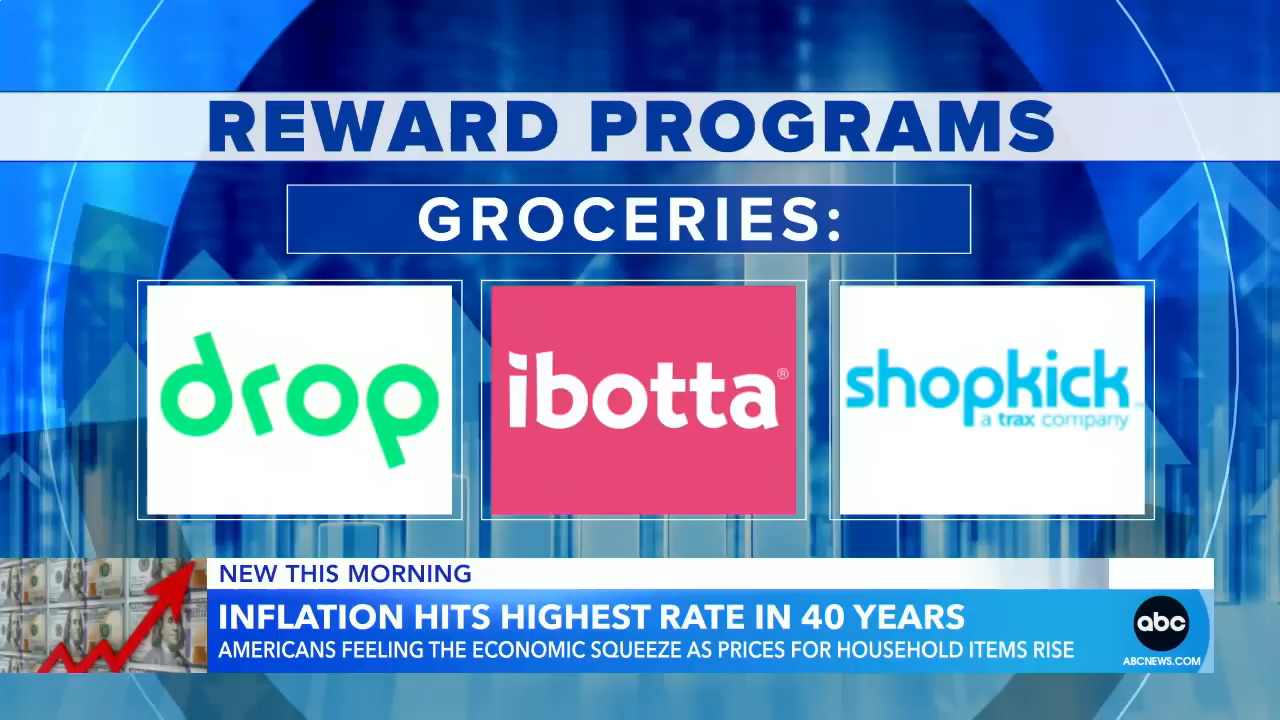 REWARD PROGRAMS
GROCERIES:
drop
ibotta®
shopkick
a trax company
NEW THIS MORNING
INFLATION HITS HIGHEST RATE IN 40 YEARS
AMERICANS FEELING THE ECONOMIC SQUEEZE AS PRICES FOR HOUSEHOLD ITEMS RISE
abc
ABCNEWS.COM